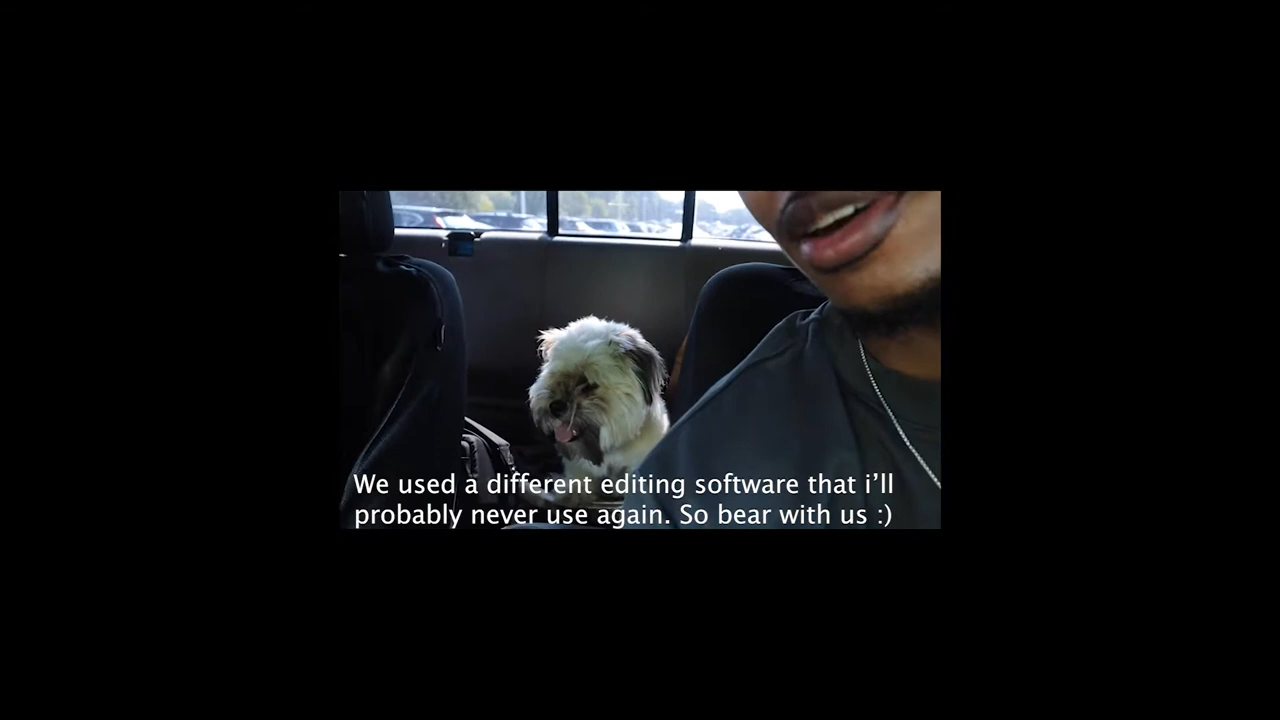 We used a different editing software that i'll
probably never use again. So bear with us :)